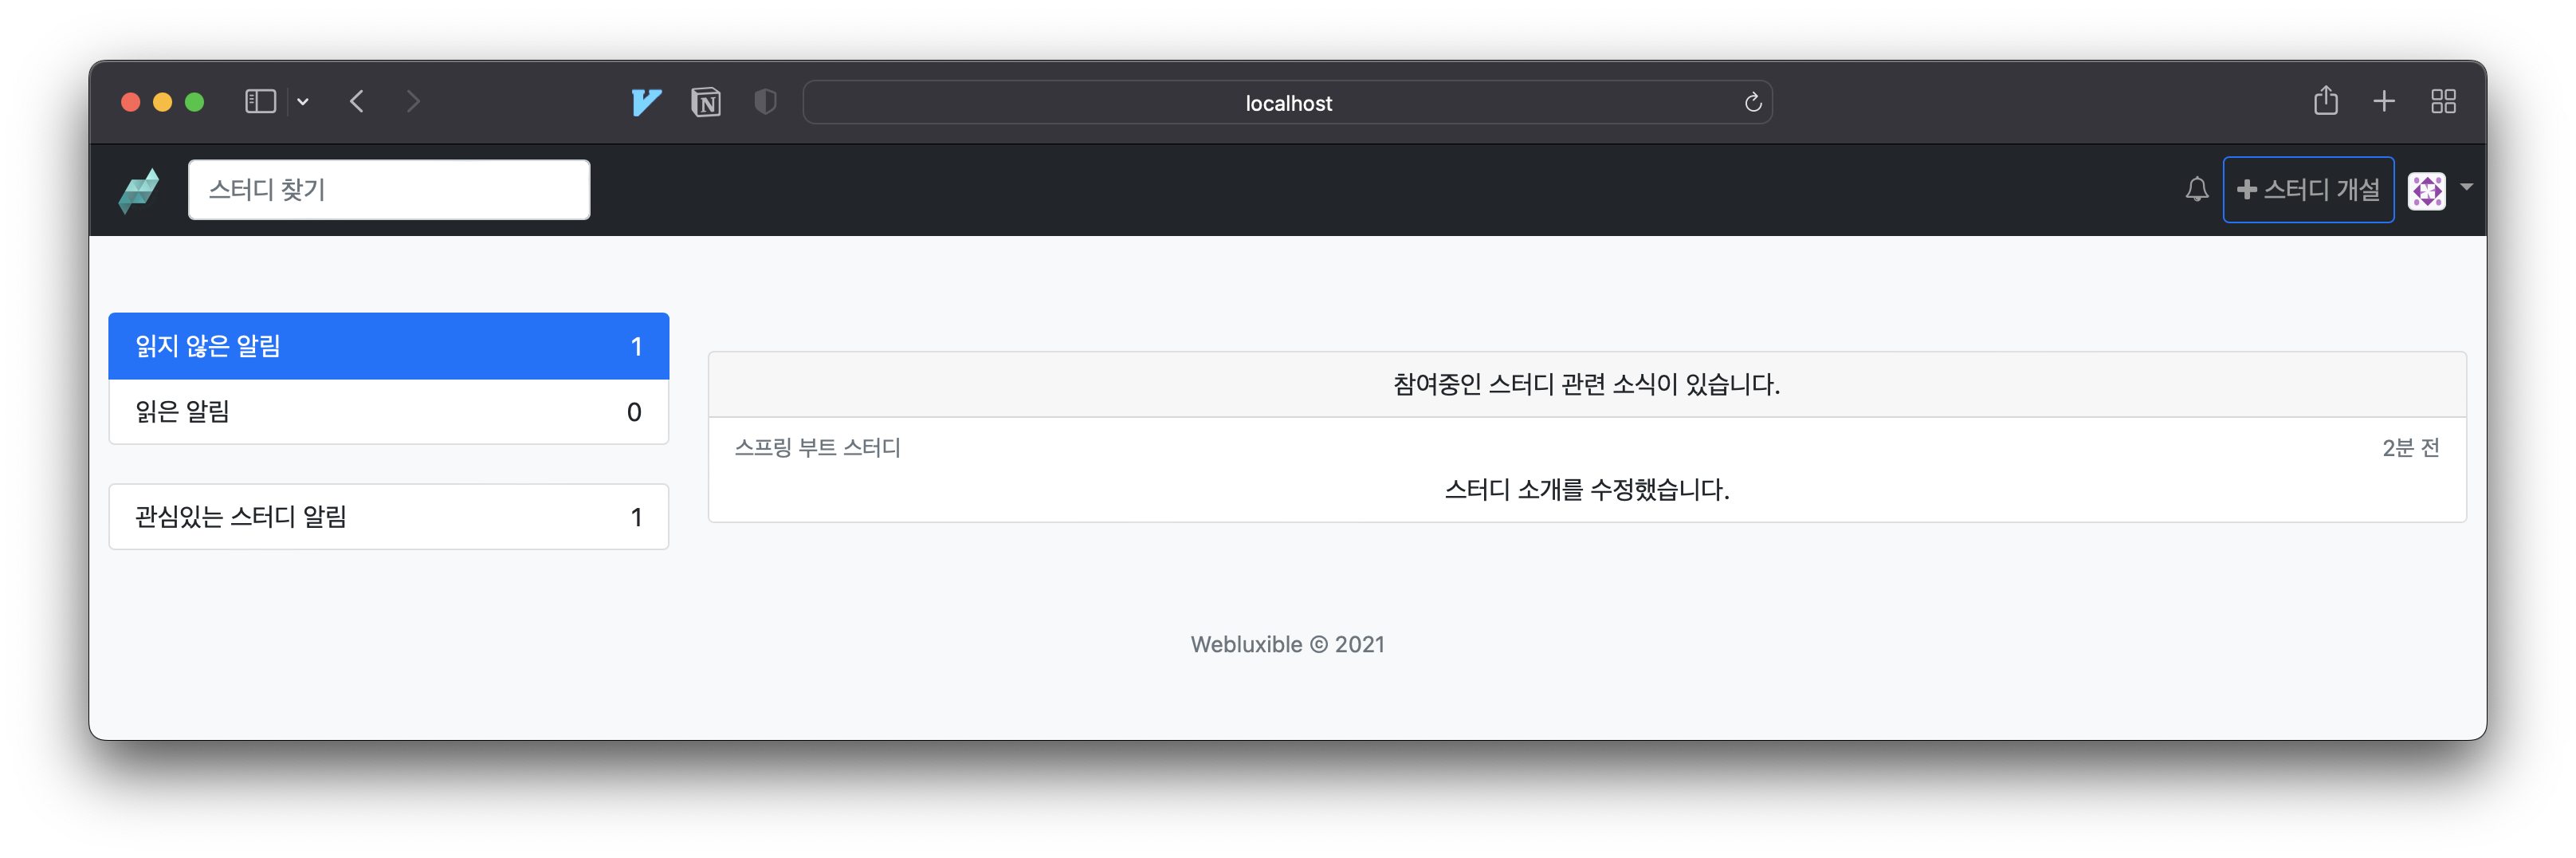 localhost
스터디 찾기
스터디 개설
읽지 않은 알림 1
읽은 알림 0
관심있는 스터디 알림 1
참여중인 스터디 관련 소식이 있습니다.
스프링 부트 스터디 2분 전
스터디 소개를 수정했습니다.
Webluxible © 2021